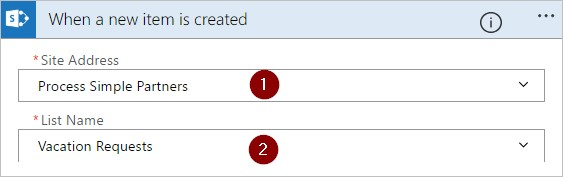 When a new item is created
* Site Address
Process Simple Partners 1
* List Name
Vacation Requests 2